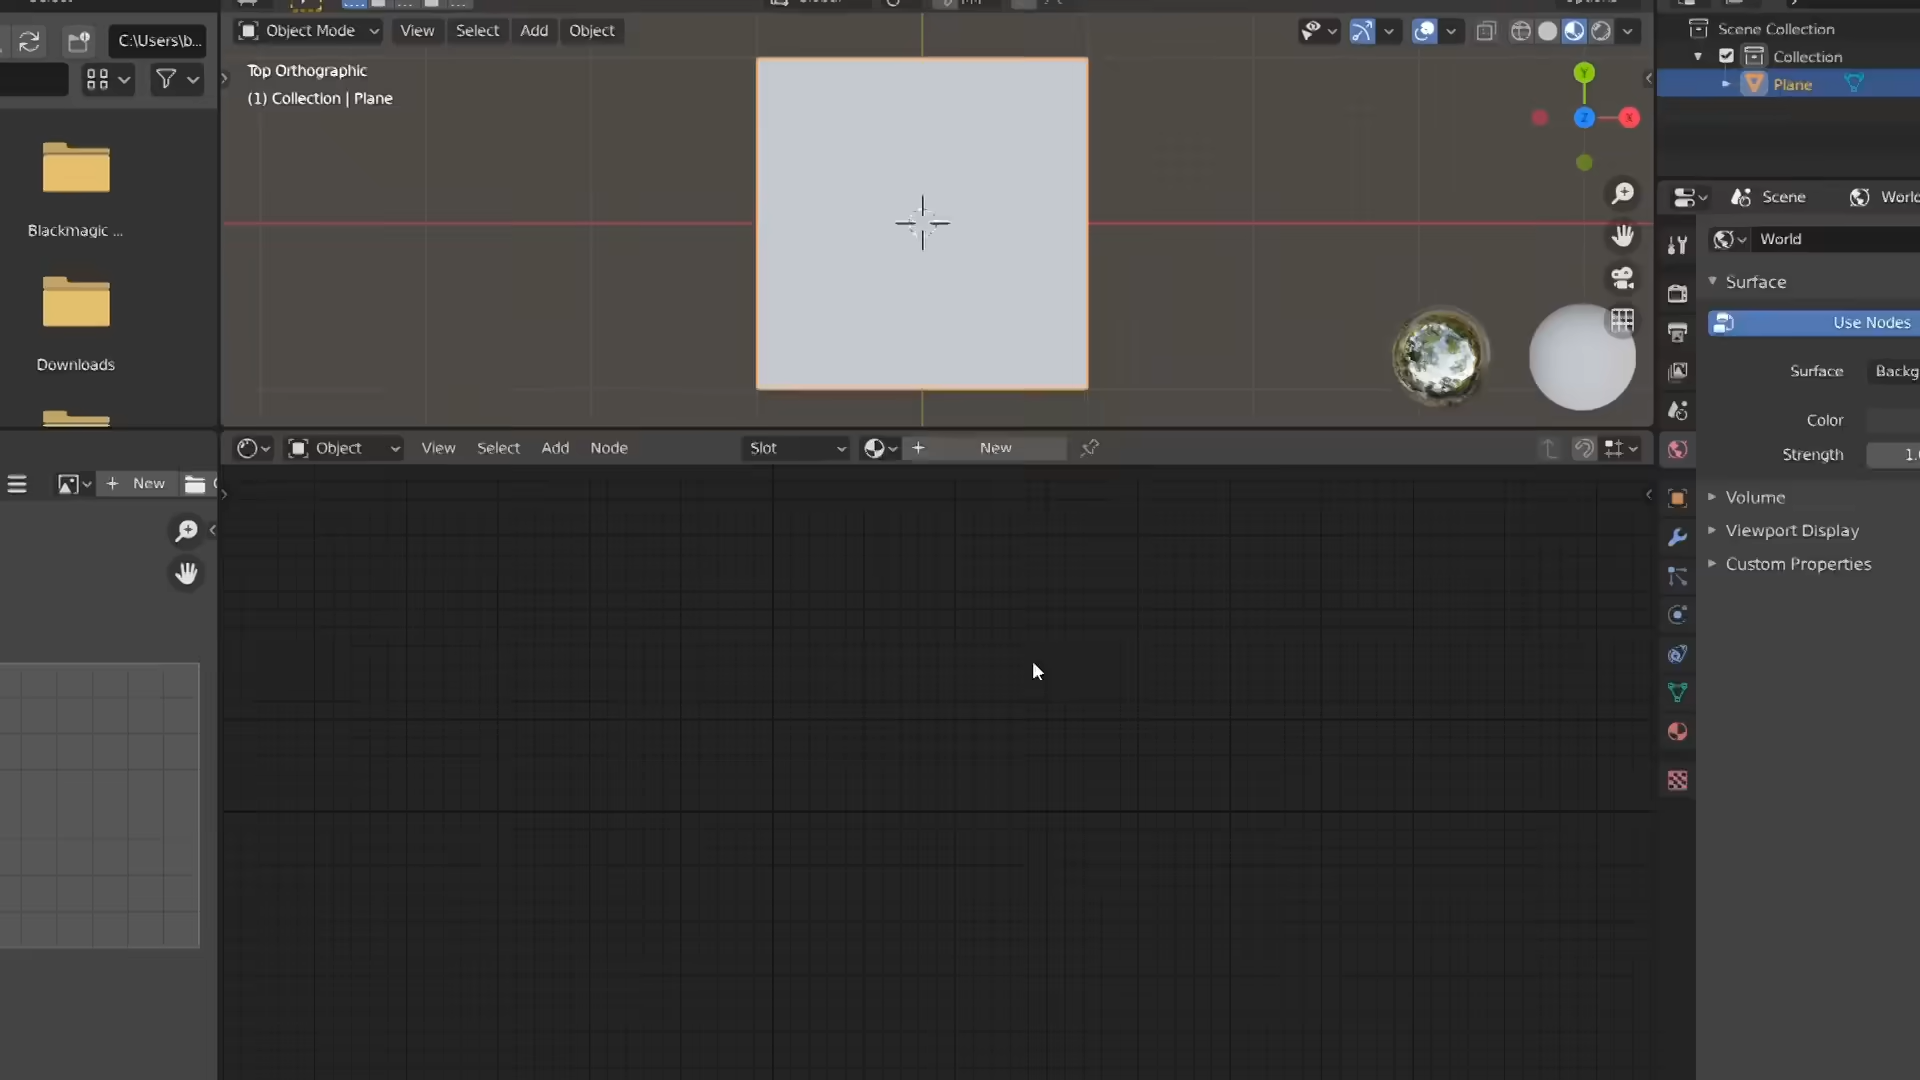 Object Mode View Select Add Object
Top Orthographic
(1) Collection | Plane
Y
Z
X
C:\Users\b...
Blackmagic ...
Downloads
Scene Collection
Collection
Plane
Scene World
World
Surface
Use Nodes
Surface Backg
Color
Strength 1.
Volume
Viewport Display
Custom Properties
Object View Select Add Node Slot New
New